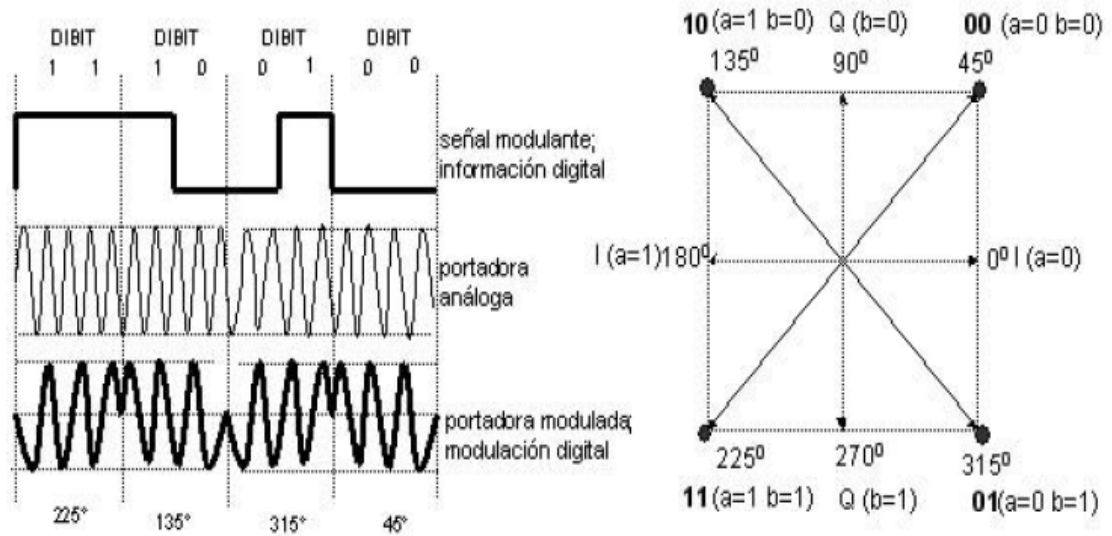 DIBIT DIBIT DIBIT DIBIT
1 1 1 0 0 1 0 0
señal modulante;
información digital
portadora
análoga
portadora modulada;
modulación digital
225° 135° 315° 45°
10 (a=1 b=0) Q (b=0) 00 (a=0 b=0)
135⁰ 90⁰ 45⁰
I (a=1) 180⁰ 0⁰ I (a=0)
225⁰ 270⁰ 315⁰
11 (a=1 b=1) Q (b=1) 01 (a=0 b=1)